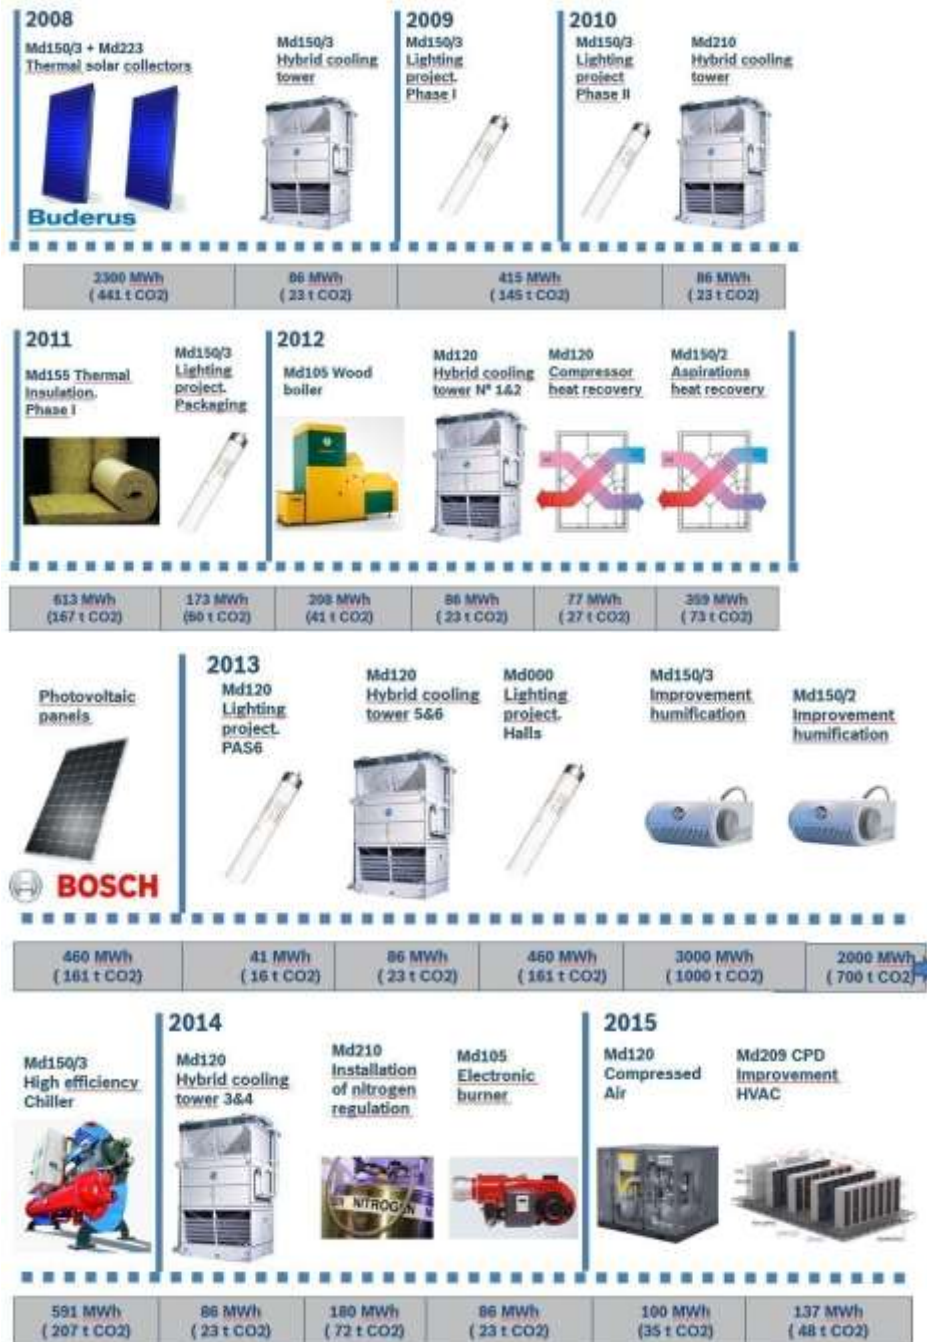 2008
Md150/3 + Md223
Thermal solar collectors
Md150/3
Hybrid cooling
tower
2009
Md150/3
Lighting
project.
Phase I
2010
Md150/3
Lighting
project
Phase II
Md210
Hybrid cooling
tower
Buderus
2300 MWh
( 441 t CO2)
86 MWh
( 23 t CO2)
415 MWh
( 145 t CO2)
86 MWh
( 23 t CO2)
2011
Md155 Thermal
Insulation.
Phase I
Md150/3
Lighting
project.
Packaging
2012
Md105 Wood
boiler
Md120
Hybrid cooling
tower Nº 1&2
Md120
Compressor
heat recovery
Md150/2
Aspirations
heat recovery
613 MWh
(167 t CO2)
173 MWh
(60 t CO2)
208 MWh
(41 t CO2)
86 MWh
( 23 t CO2)
77 MWh
( 27 t CO2)
359 MWh
( 73 t CO2)
Photovoltaic
panels
BOSCH
2013
Md120
Lighting
project.
PAS6
Md120
Hybrid cooling
tower 5&6
Md000
Lighting
project.
Halls
Md150/3
Improvement
humification
Md150/2
Improvement
humification
460 MWh
( 161 t CO2)
41 MWh
( 16 t CO2)
86 MWh
( 23 t CO2)
460 MWh
( 161 t CO2)
3000 MWh
( 1000 t CO2)
2000 MWh
( 700 t CO2)
Md150/3
High efficiency
Chiller
2014
Md120
Hybrid cooling
tower 3&4
Md210
Installation
of nitrogen
regulation
NITROGEN
Md105
Electronic
burner
2015
Md120
Compressed
Air
Md209 CPD
Improvement
HVAC
591 MWh
( 207 t CO2)
86 MWh
( 23 t CO2)
180 MWh
( 72 t CO2)
86 MWh
( 23 t CO2)
100 MWh
(35 t CO2)
137 MWh
( 48 t CO2)